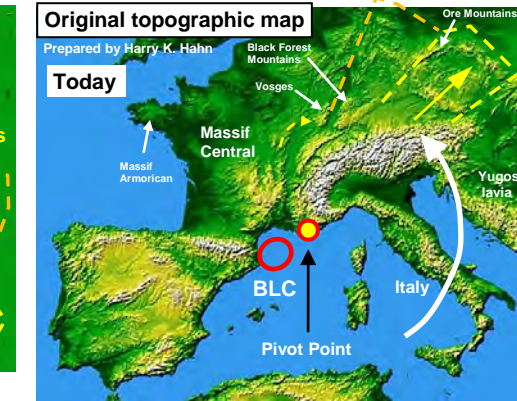 Original topographic map
Prepared by Harry K. Hahn
Today
Ore Mountains
Black Forest
Mountains
Vosges
Massif
Central
Massif
Armorican
Yugos
lavia
BLC
Italy
Pivot Point
s